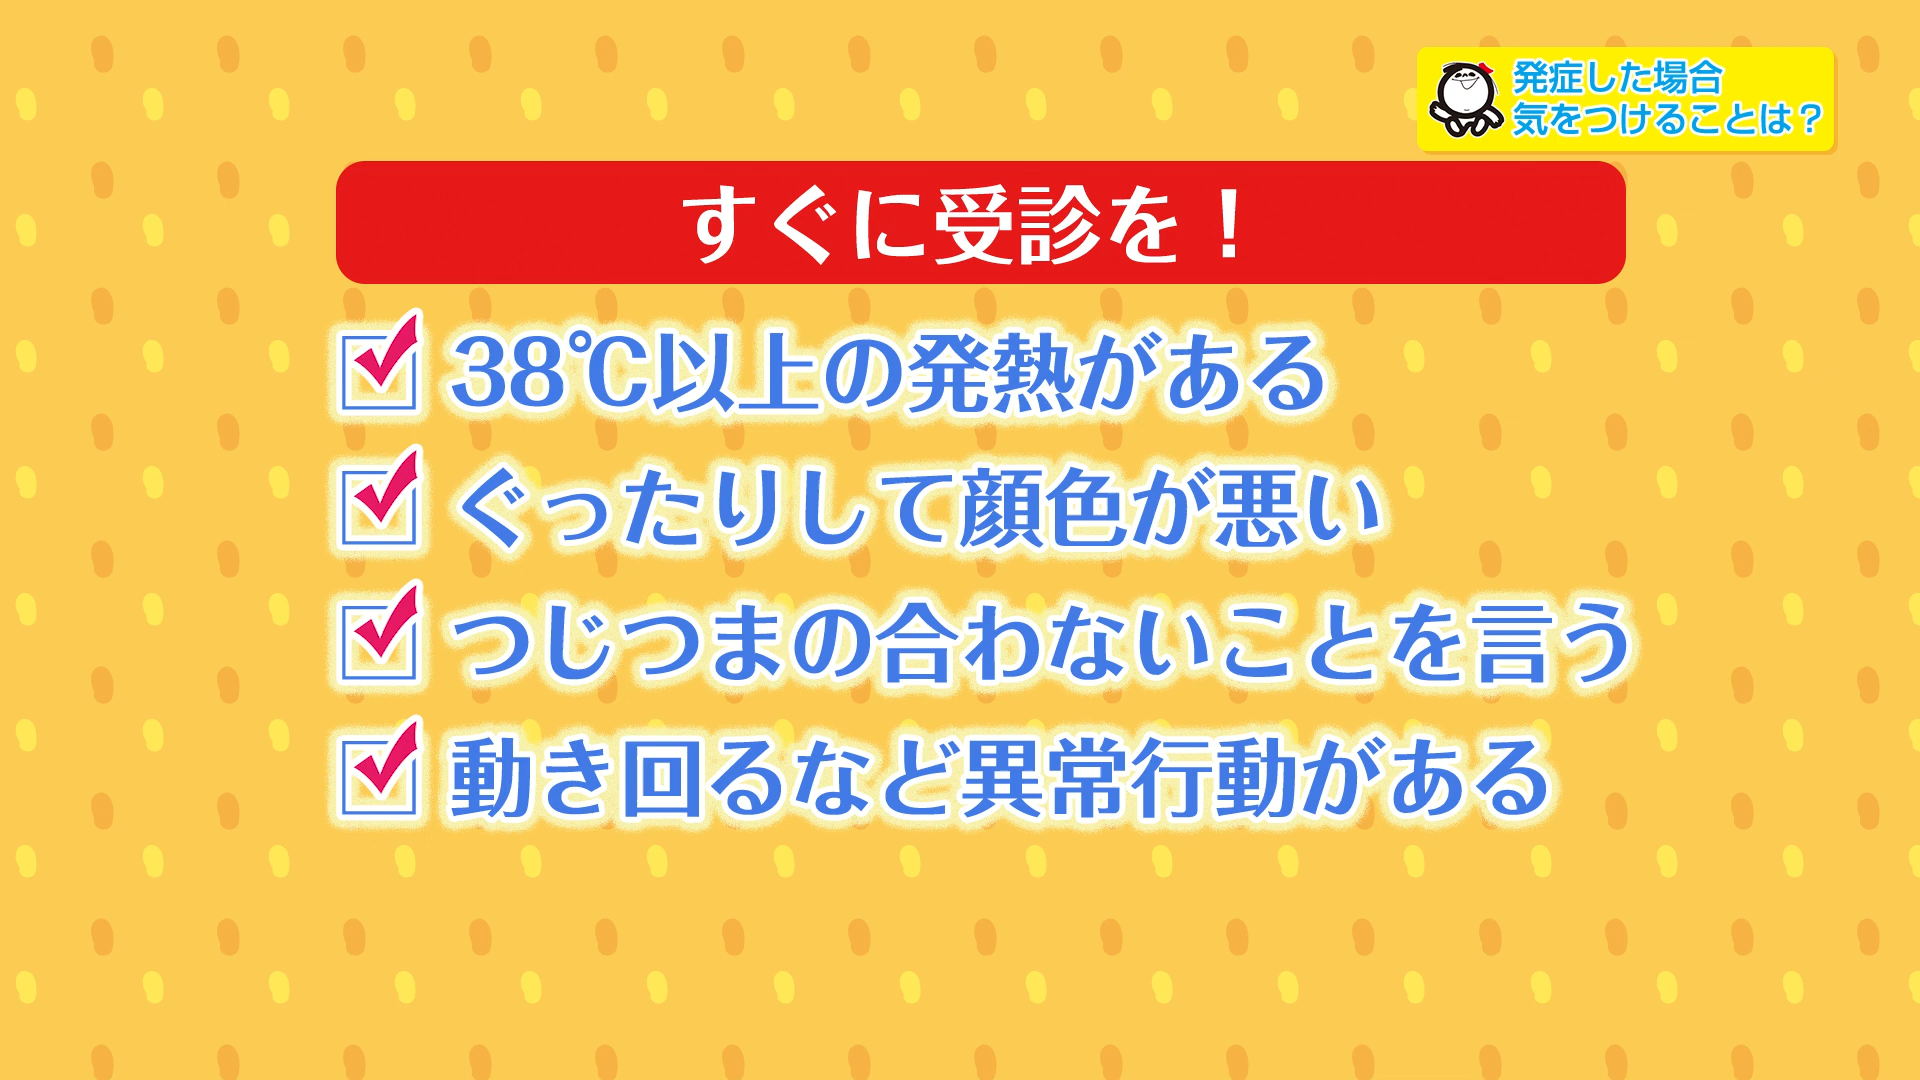 発症した場合
気をつけることは？
すぐに受診を！
38℃以上の発熱がある
ぐったりして顔色が悪い
つじつまの合わないことを言う
動き回るなど異常行動がある